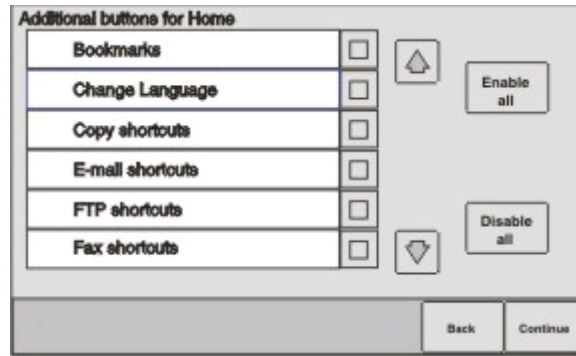 Additional buttons for Home
Bookmarks
Change Language
Copy shortcuts
E-mail shortcuts
FTP shortcuts
Fax shortcuts
Enable
all
Disable
all
Back
Continue